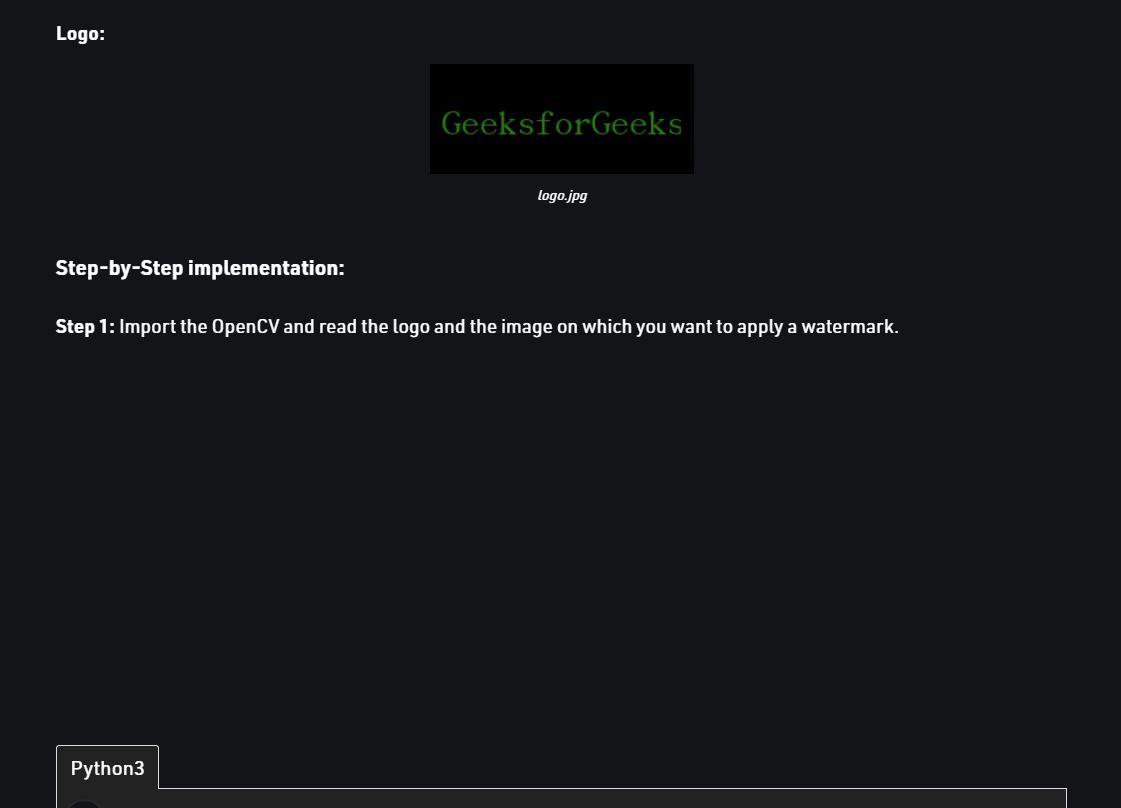 Logo:
GeeksforGeeks
logo.jpg
Step-by-Step implementation:
Step 1: Import the OpenCV and read the logo and the image on which you want to apply a watermark.
Python3